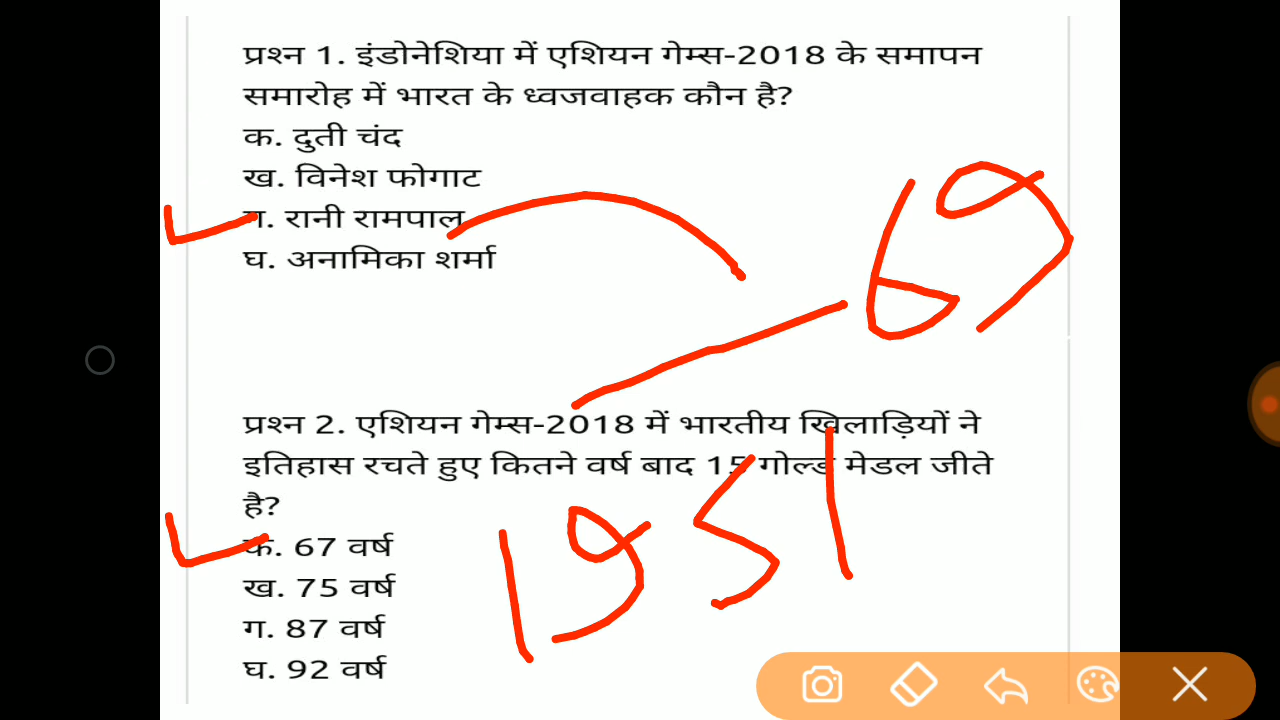 प्रश्न 1. इंडोनेशिया में एशियन गेम्स-2018 के समापन
समारोह में भारत के ध्वजवाहक कौन है?
क. दुती चंद
ख. विनेश फोगाट
ग. रानी रामपाल
घ. अनामिका शर्मा
69
प्रश्न 2. एशियन गेम्स-2018 में भारतीय खिलाड़ियों ने
इतिहास रचते हुए कितने वर्ष बाद 15 गोल्ड मेडल जीते
है?
1951
क. 67 वर्ष
ख. 75 वर्ष
ग. 87 वर्ष
घ. 92 वर्ष